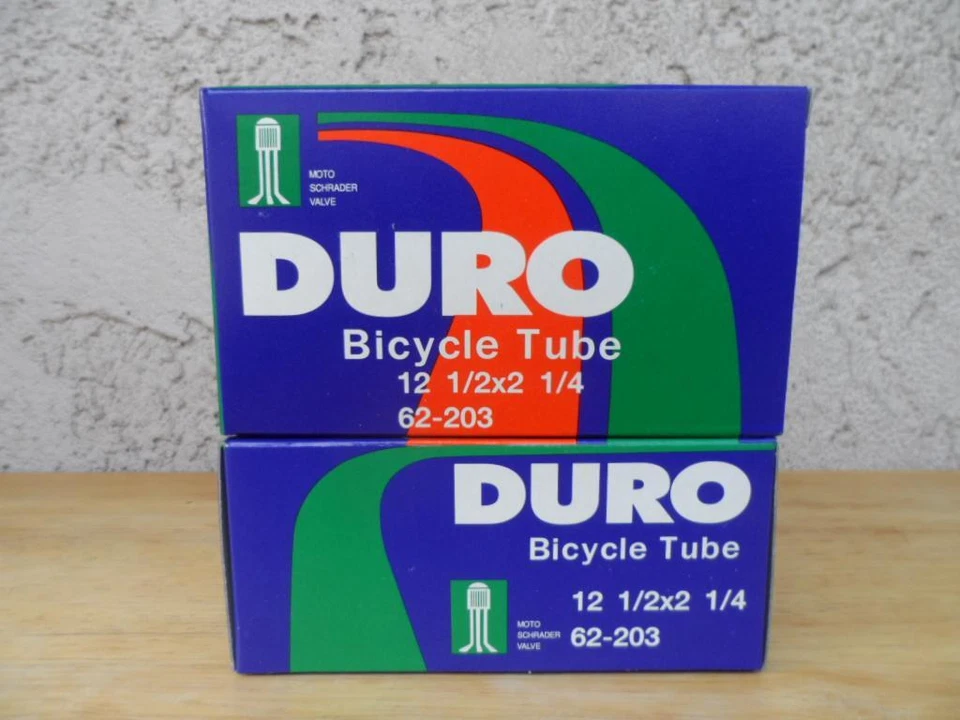 MOTO
SCHRADER
VALVE
DURO
Bicycle Tube
12 1/2x2 1/4
62-203
DURO
Bicycle Tube
12 1/2x2 1/4
MOTO
SCHRADER
VALVE
62-203